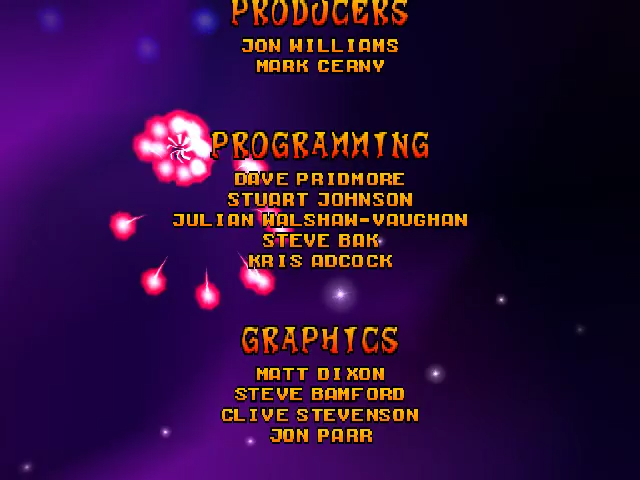 PRODUCERS
JON WILLIAMS
MARK CERNY
PROGRAMMING
DAVE PRIDMORE
STUART JOHNSON
JULIAN WALSHAW-VAUGHAN
STEVE BAK
KRIS ADCOCK
GRAPHICS
MATT DIXON
STEVE BAMFORD
CLIVE STEVENSON
JON PARR